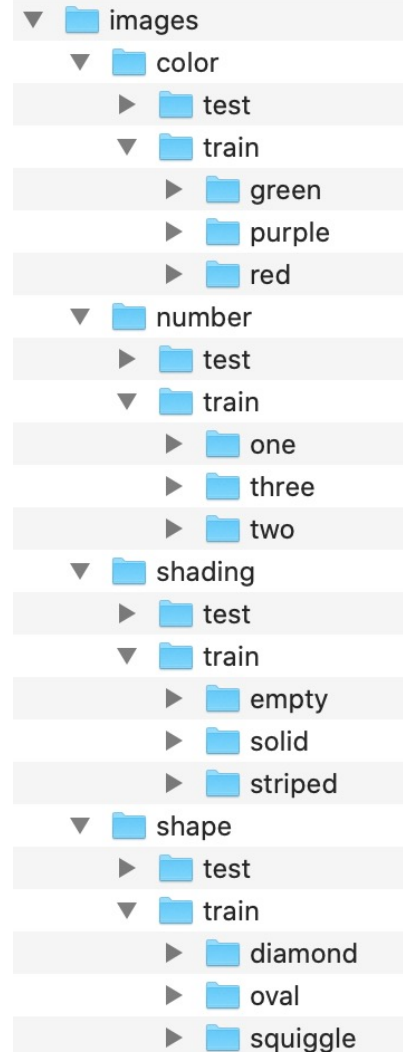 images
color
test
train
green
purple
red
number
test
train
one
three
two
shading
test
train
empty
solid
striped
shape
test
train
diamond
oval
squiggle